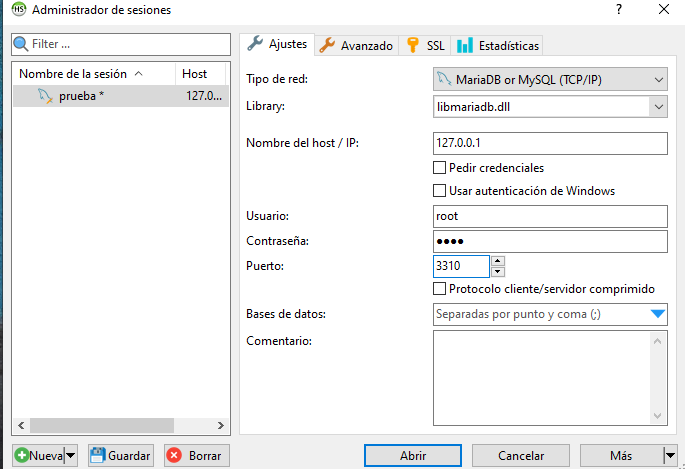 HS Administrador de sesiones ? ×
Filter ...
Nombre de la sesión Host
prueba * 127.0...
Ajustes Avanzado SSL Estadísticas
Tipo de red: MariaDB or MySQL (TCP/IP)
Library: libmariadb.dll
Nombre del host / IP: 127.0.0.1
Pedir credenciales
Usar autenticación de Windows
Usuario: root
Contraseña: ●●●●
Puerto: 3310
Protocolo cliente/servidor comprimido
Bases de datos: Separadas por punto y coma (;)
Comentario:
Nueva Guardar Borrar Abrir Cancelar Más